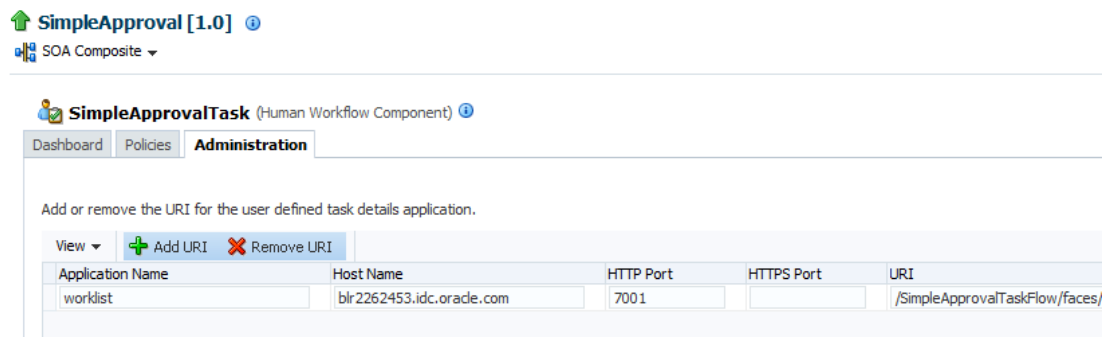 SimpleApproval [1.0]
SOA Composite
SimpleApprovalTask (Human Workflow Component)
Dashboard Policies Administration
Add or remove the URI for the user defined task details application.
View Add URI Remove URI
Application Name Host Name HTTP Port HTTPS Port URI
worklist blr2262453.idc.oracle.com 7001 /SimpleApprovalTaskFlow/faces/